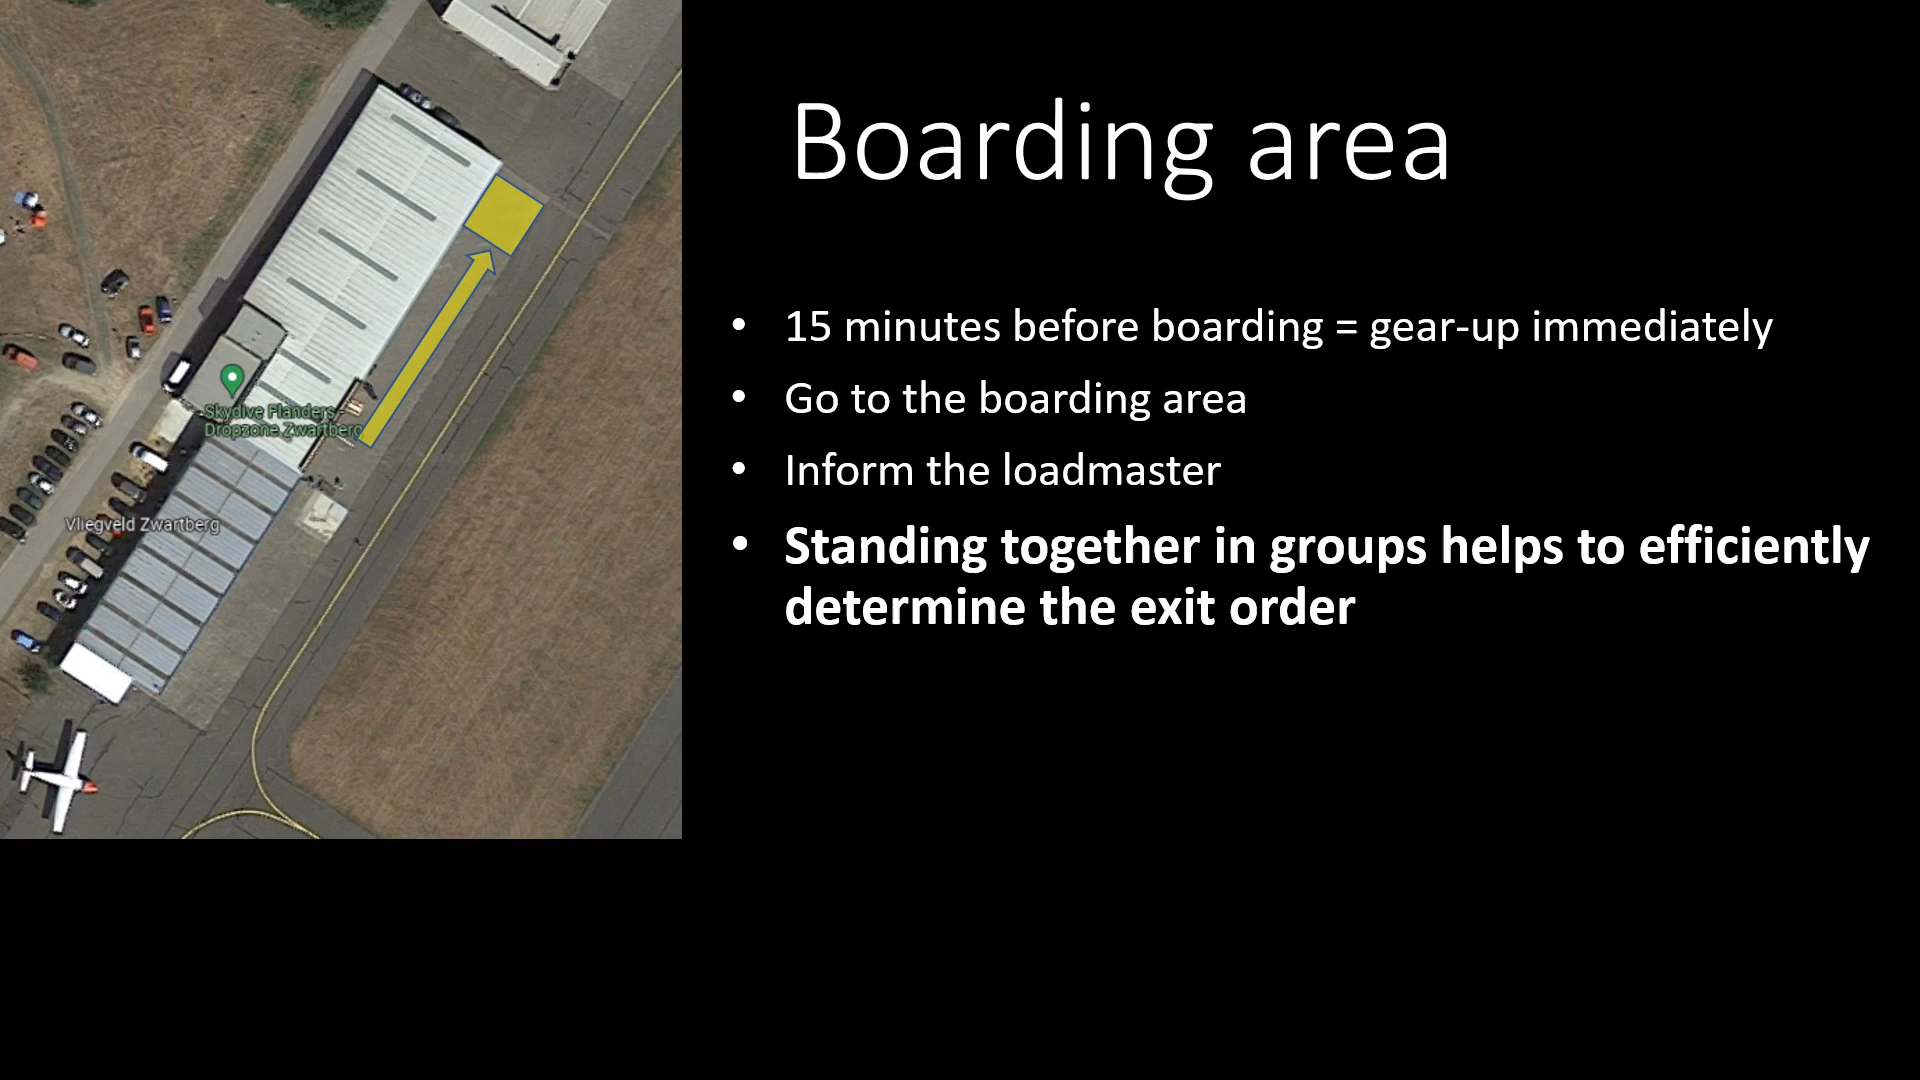 Boarding area
• 15 minutes before boarding = gear-up immediately
• Go to the boarding area
• Inform the loadmaster
• Standing together in groups helps to efficiently
determine the exit order
Skydive Flanders -
Dropzone Zwartberg
Vliegveld Zwartberg